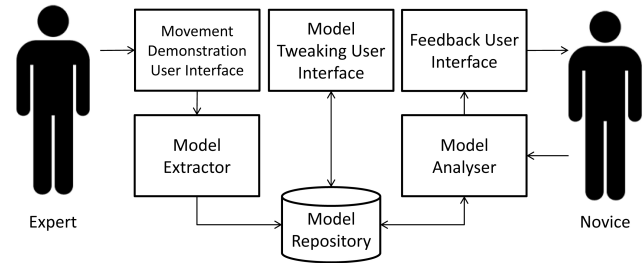 Movement
Demonstration
User Interface
Model
Tweaking User
Interface
Feedback User
Interface
Model
Extractor
Model
Analyser
Model
Repository
Expert
Novice